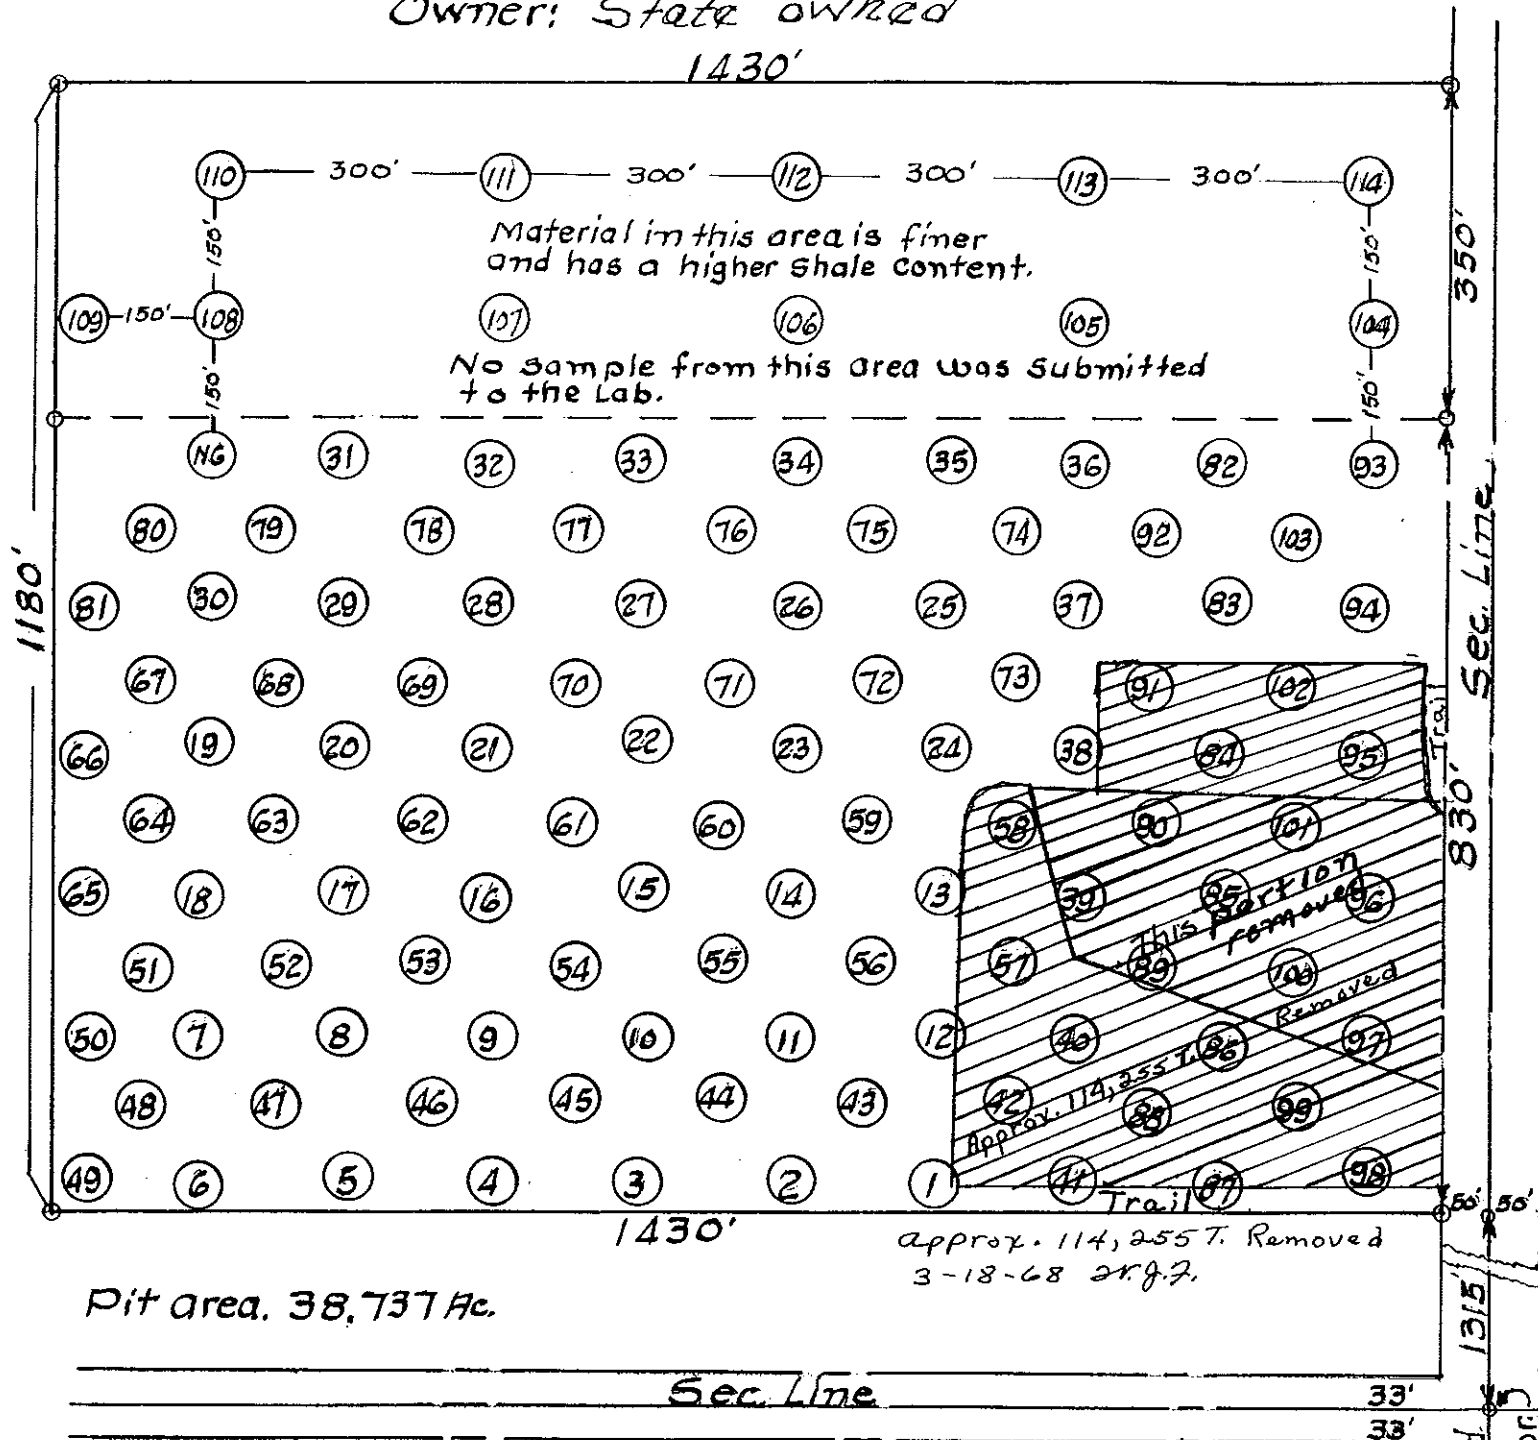 Owner: State owned
1430'
110 300' 111 300' 112 300' 113 300' 114
150' 150' 350'
Material in this area is finer
and has a higher Shale Content.
109 150' 108 107 106 105 104
No Sample from this area was Submitted
to the Lab.
150' 150'
NG 31 32 33 34 35 36 82 93
80 79 78 77 76 75 74 92 103
1180'
Sec. Line
81 30 29 28 27 26 25 37 83 94
67 68 69 70 71 72 73 91 102
Trail
66 19 20 21 22 23 24 38 84 95
830'
64 63 62 61 60 59 58 90 101
65 18 17 16 15 14 13 39 85 96
This portion
removed
51 52 53 54 55 56 57 89 100
Removed
50 7 8 9 10 11 12 40 86 97
Approx. 114,255 T.
48 47 46 45 44 43 42 88 99
49 6 5 4 3 2 1 41 87 98
Trail
50' 50'
1430'
approx. 114,255 T. Removed
3-18-68
Pit area. 38.737 Ac.
1315'
Sec Line
33'
33'